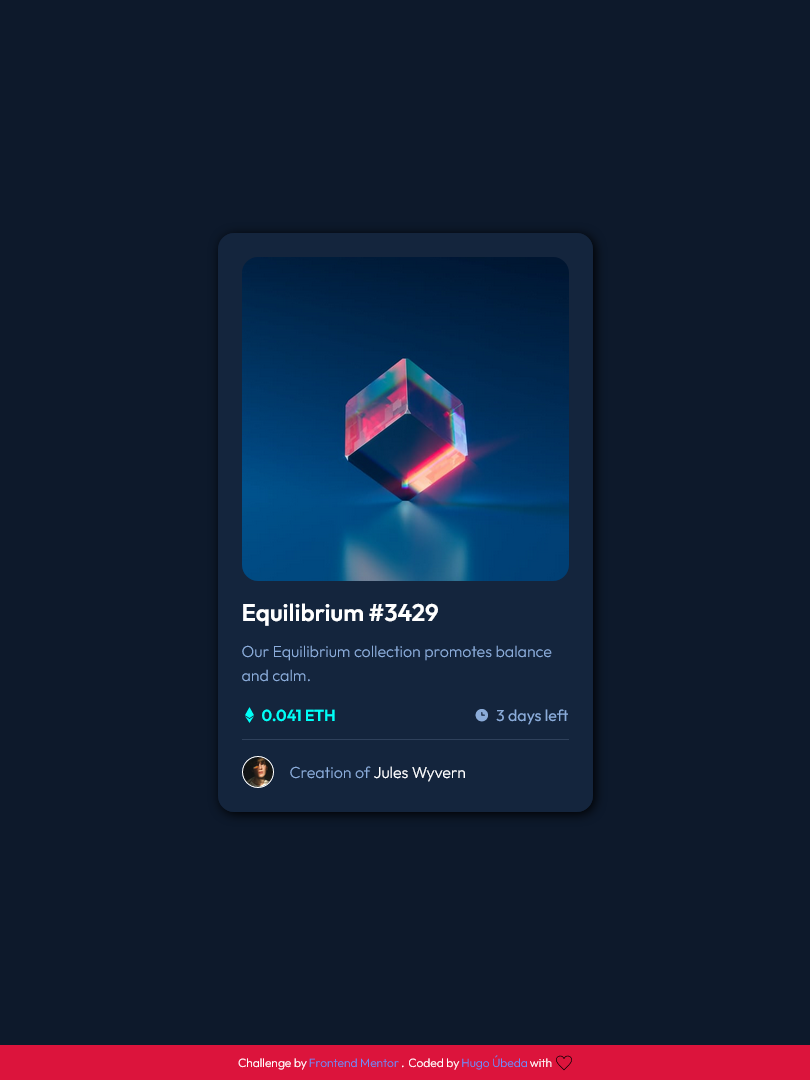 Equilibrium #3429
Our Equilibrium collection promotes balance
and calm.
0.041 ETH
3 days left
Creation of Jules Wyvern
Challenge by Frontend Mentor . Coded by Hugo Úbeda with